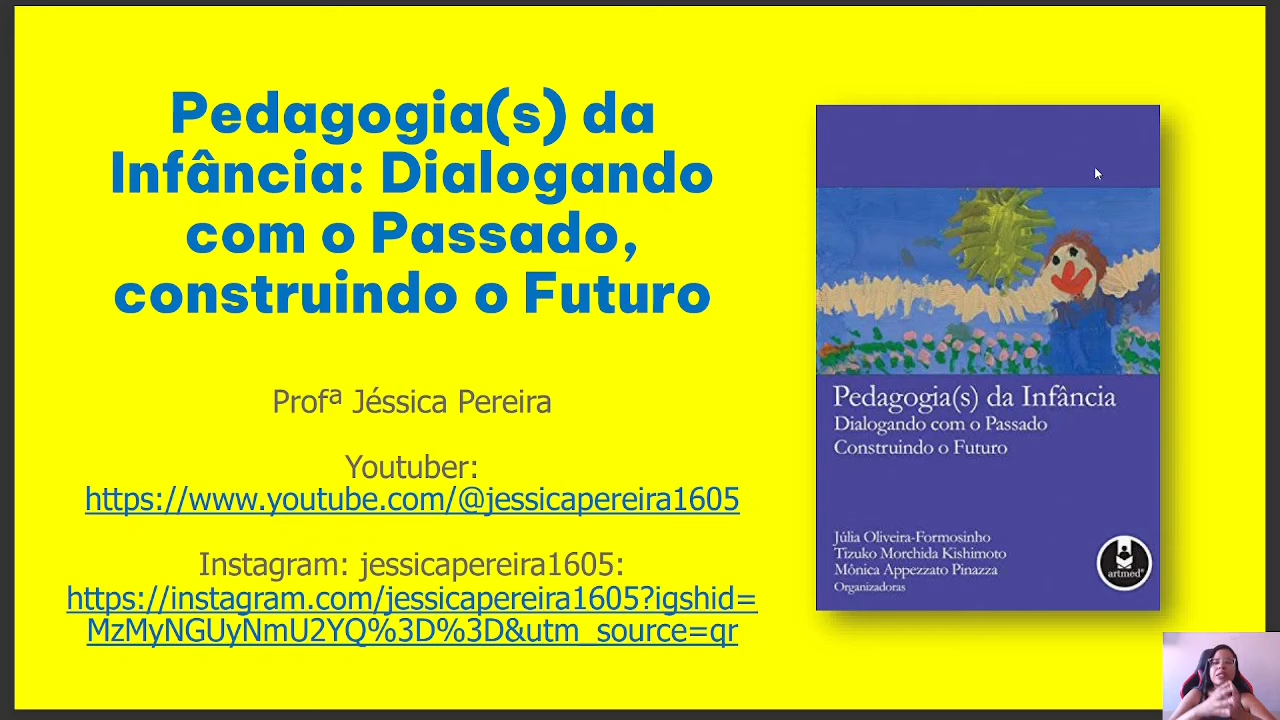 Pedagogia(s) da
Infância: Dialogando
com o Passado,
construindo o Futuro
Profª Jéssica Pereira
Youtuber:
https://www.youtube.com/@jessicapereira1605
Instagram: jessicapereira1605:
https://instagram.com/jessicapereira1605?igshid=
MzMyNGUyNmU2YQ%3D%3D&utm_source=qr
Pedagogia(s) da Infância
Dialogando com o Passado
Construindo o Futuro
Júlia Oliveira-Formosinho
Tizuko Morchida Kishimoto
Mônica Appezzato Pinazza
Organizadoras
artmed®